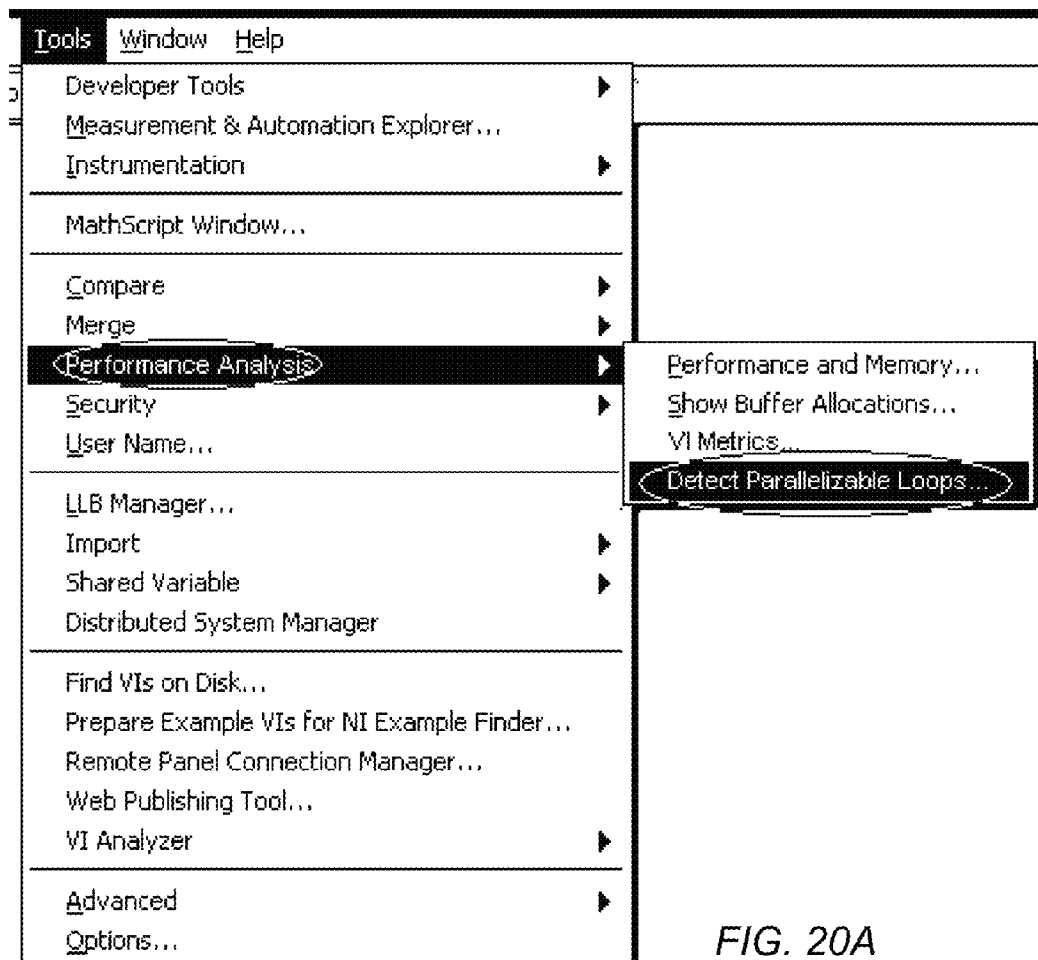 Tools Window Help
Developer Tools
Measurement & Automation Explorer...
Instrumentation
MathScript Window...
Compare
Merge
Performance Analysis
Security
User Name...
Performance and Memory...
Show Buffer Allocations...
VI Metrics...
Detect Parallelizable Loops...
LLB Manager...
Import
Shared Variable
Distributed System Manager
Find VIs on Disk...
Prepare Example VIs for NI Example Finder...
Remote Panel Connection Manager...
Web Publishing Tool...
VI Analyzer
Advanced
Options...
FIG. 20A